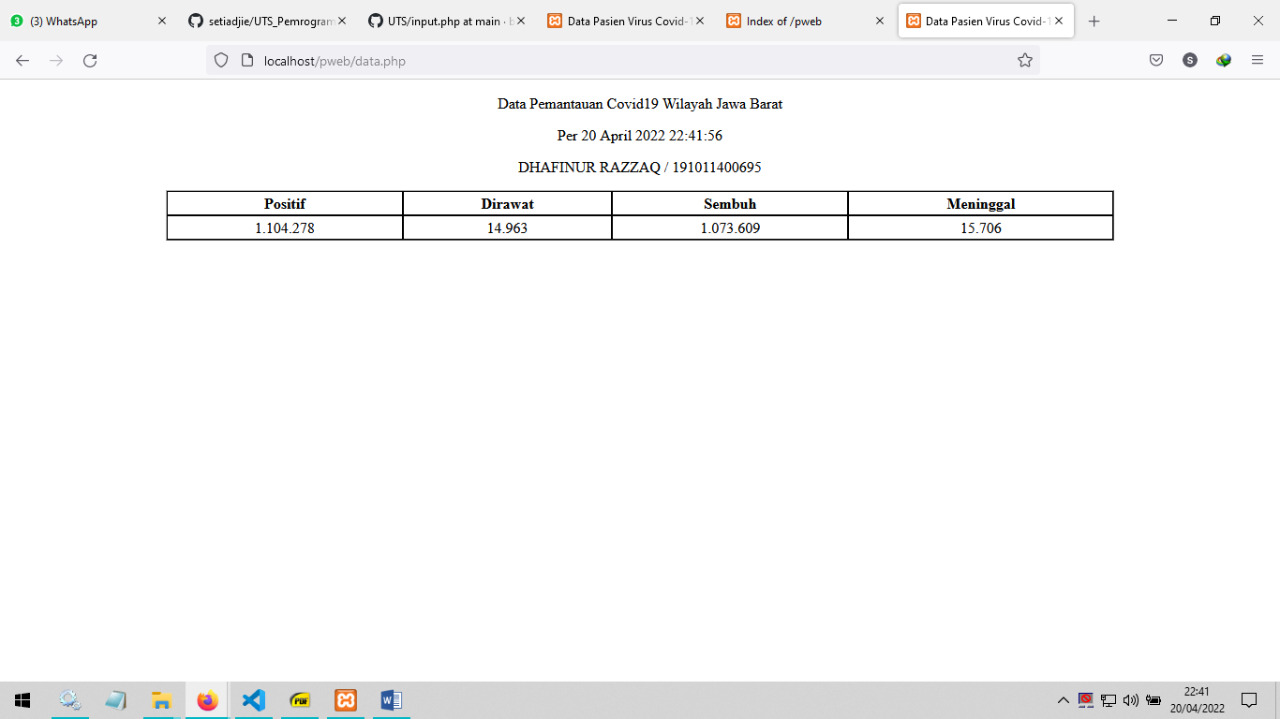 (3) WhatsApp
setiadjie/UTS_Pemrogram
UTS/input.php at main ·
Data Pasien Virus Covid-1
Index of /pweb
Data Pasien Virus Covid-1
localhost/pweb/data.php
S
Data Pemantauan Covid19 Wilayah Jawa Barat
Per 20 April 2022 22:41:56
DHAFINUR RAZZAQ / 191011400695
Positif Dirawat Sembuh Meninggal
1.104.278 14.963 1.073.609 15.706
PDF
22:41
20/04/2022